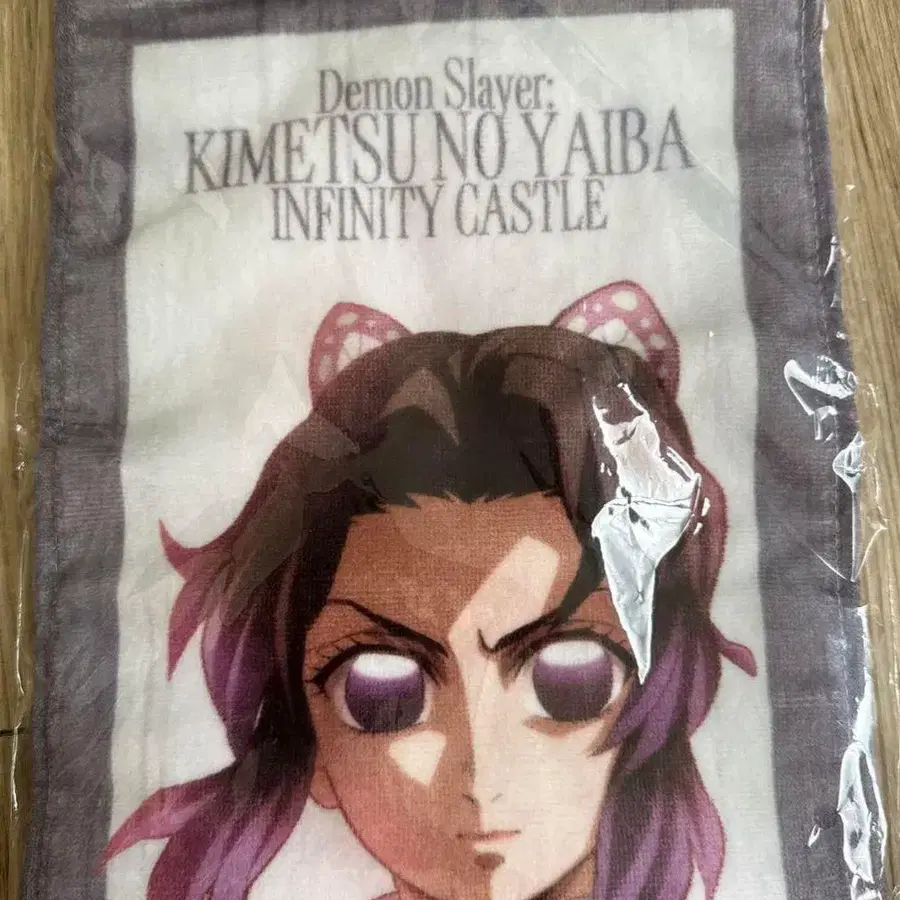 Demon Slayer:
KIMETSU NO YAIBA
INFINITY CASTLE